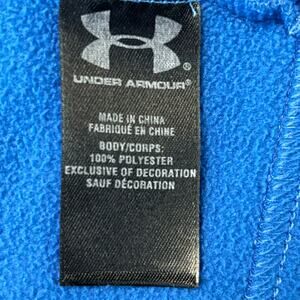 UNDER ARMOUR®
MADE IN CHINA
FABRIQUÉ EN CHINE
BODY/CORPS:
100% POLYESTER
EXCLUSIVE OF DECORATION
SAUF DÉCORATION